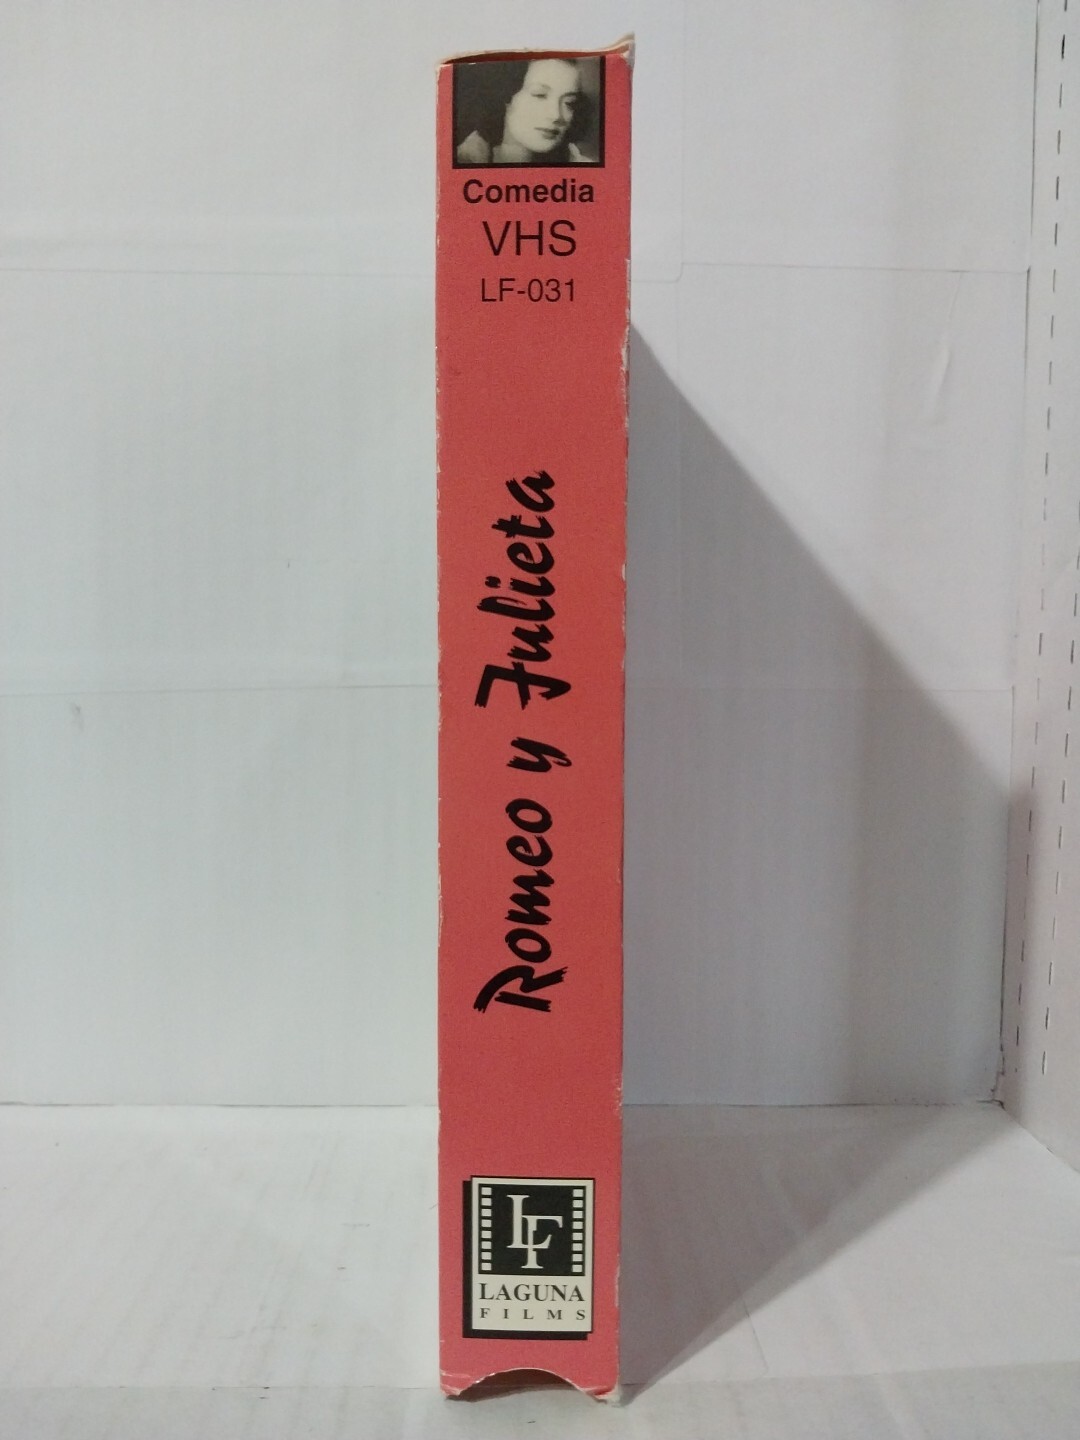 Comedia
VHS
LF-031
Romeo y Julieta
LF
LAGUNA
FILMS